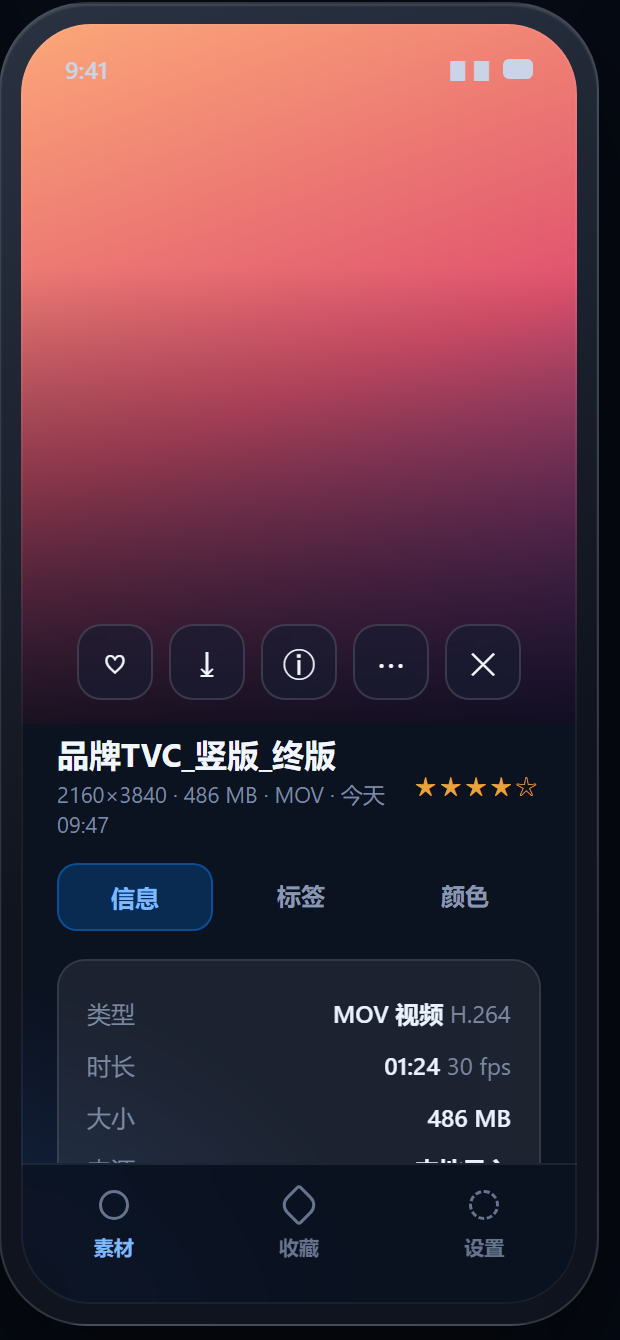 9:41
品牌TVC_竖版_终版
2160×3840 · 486 MB · MOV · 今天
09:47
★★★★☆
信息 标签 颜色
类型 MOV 视频 H.264
时长 01:24 30 fps
大小 486 MB
素材 收藏 设置